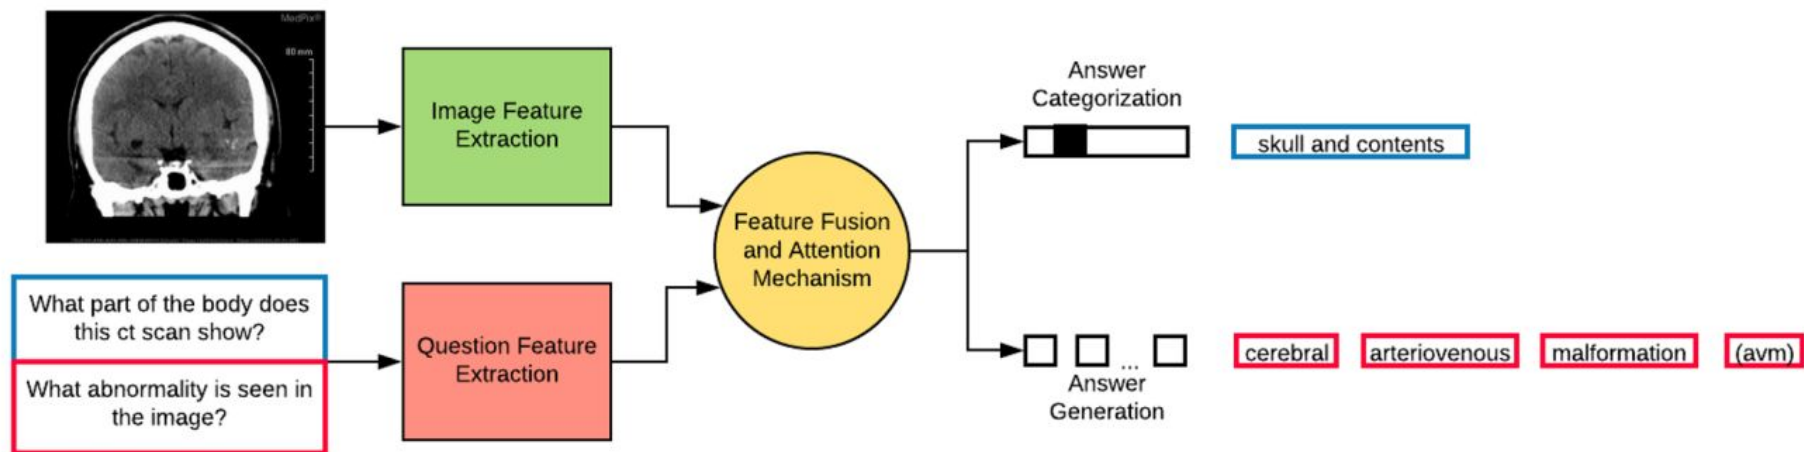 MedPix®
80 mm
Image Feature
Extraction
What part of the body does
this ct scan show?
What abnormality is seen in
the image?
Question Feature
Extraction
Feature Fusion
and Attention
Mechanism
Answer
Categorization
skull and contents
...
Answer
Generation
cerebral
arteriovenous
malformation
(avm)